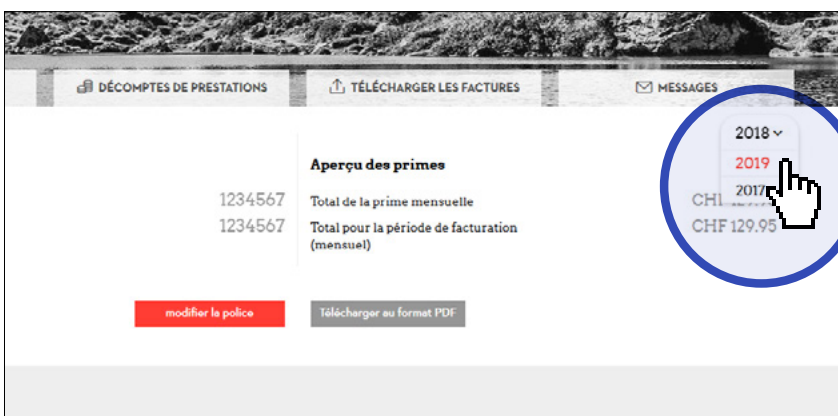 DÉCOMPTES DE PRESTATIONS
TÉLÉCHARGER LES FACTURES
MESSAGES
2018
2019
2017
Aperçu des primes
1234567 Total de la prime mensuelle
1234567 Total pour la période de facturation CHF 129.95
(mensuel)
modifier la police
Télécharger au format PDF